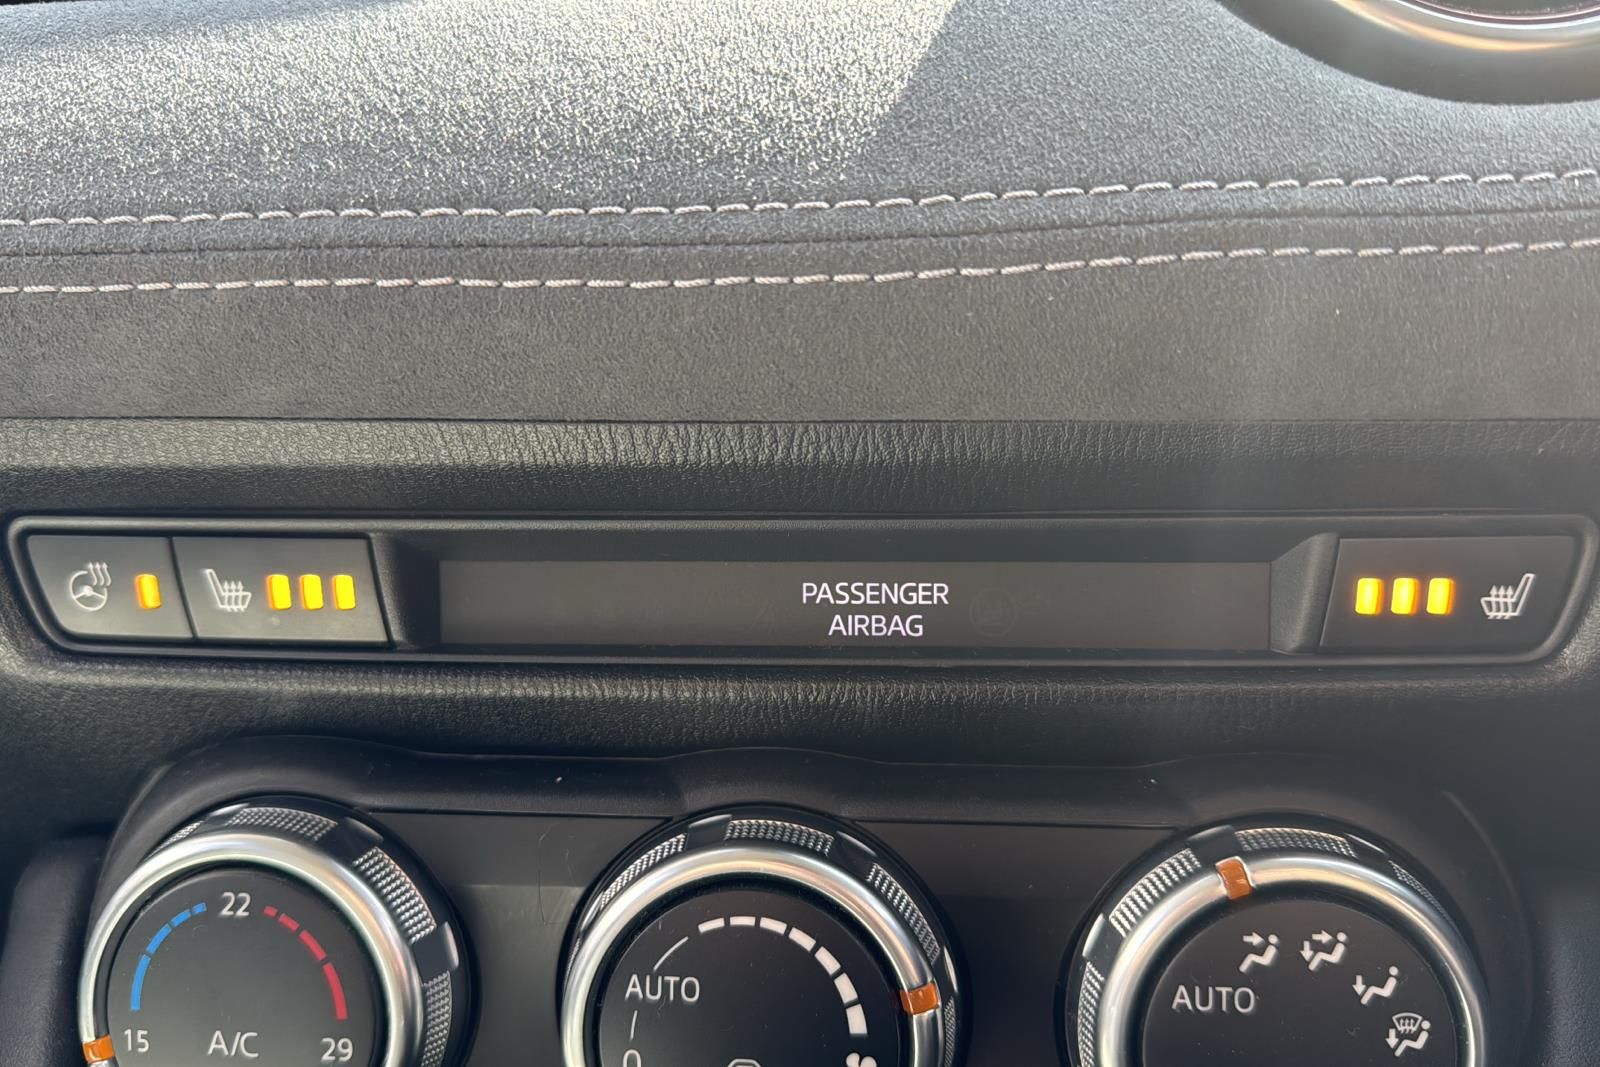 PASSENGER
AIRBAG
22
15
A/C
29
AUTO
0
AUTO